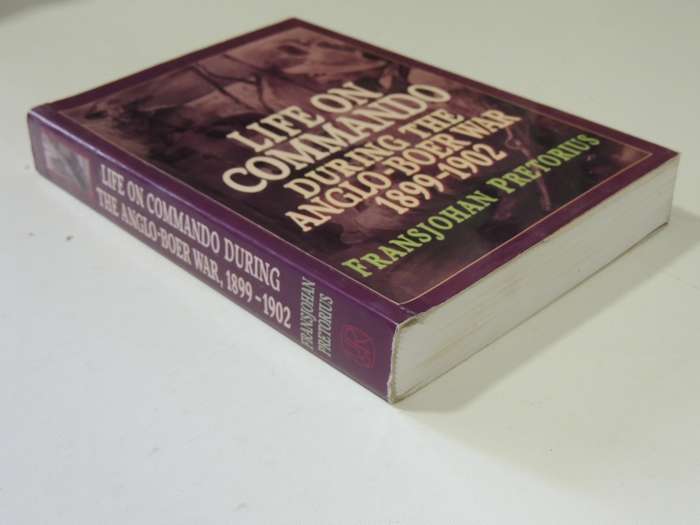 LIFE ON
COMMANDO
DURING THE
ANGLO-BOER WAR
1899-1902
FRANSJOHAN PRETORIUS
LIFE ON COMMANDO DURING
THE ANGLO-BOER WAR, 1899-1902
FRANSJOHAN
PRETORIUS